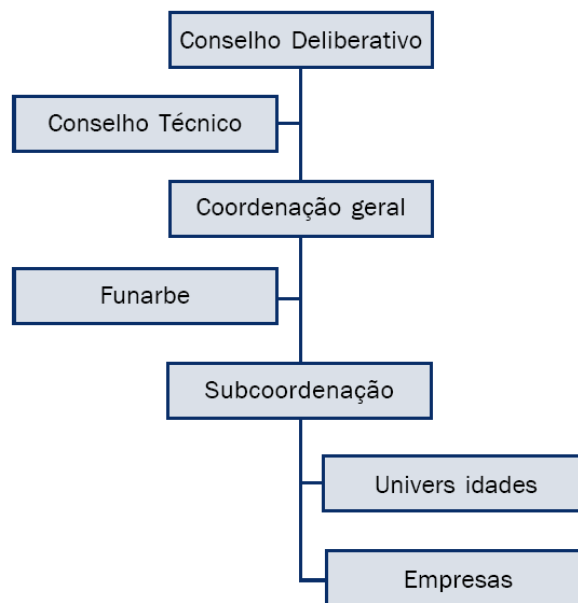 Conselho Deliberativo
Conselho Técnico
Coordenação geral
Funarbe
Subcoordenação
Univers idades
Empresas